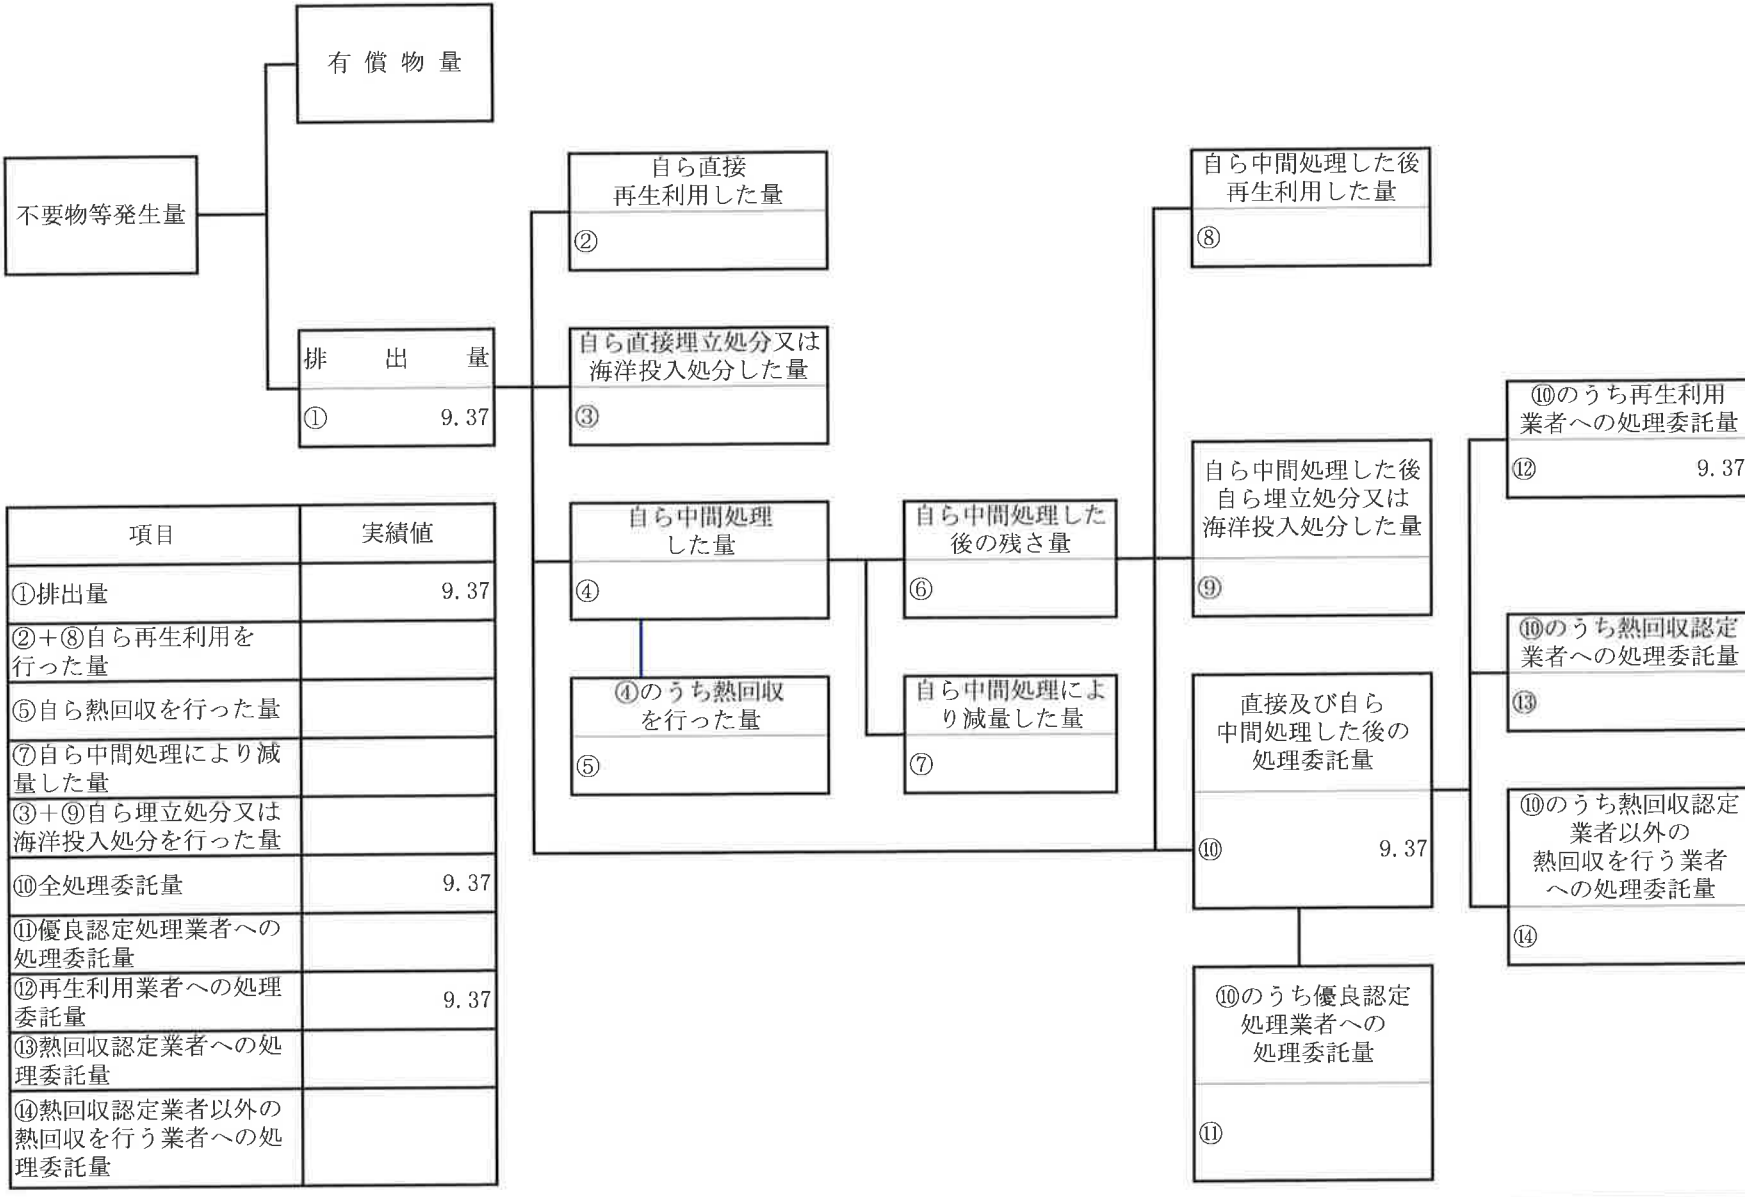 有償物量
不要物等発生量
排出量
① 9.37
自ら直接
再生利用した量
②
自ら直接埋立処分又は
海洋投入処分した量
③
自ら中間処理
した量
④
④のうち熱回収
を行った量
⑤
自ら中間処理した
後の残さ量
⑥
自ら中間処理によ
り減量した量
⑦
自ら中間処理した後
再生利用した量
⑧
自ら中間処理した後
自ら埋立処分又は
海洋投入処分した量
⑨
直接及び自ら
中間処理した後の
処理委託量
⑩ 9.37
⑩のうち優良認定
処理業者への
処理委託量
⑪
⑩のうち再生利用
業者への処理委託量
⑫ 9.37
⑩のうち熱回収認定
業者への処理委託量
⑬
⑩のうち熱回収認定
業者以外の
熱回収を行う業者
への処理委託量
⑭
項目 実績値
①排出量 9.37
②+⑧自ら再生利用を
行った量
⑤自ら熱回収を行った量
⑦自ら中間処理により減
量した量
③+⑨自ら埋立処分又は
海洋投入処分を行った量
⑩全処理委託量 9.37
⑪優良認定処理業者への
処理委託量
⑫再生利用業者への処理
委託量 9.37
⑬熱回収認定業者への処
理委託量
⑭熱回収認定業者以外の
熱回収を行う業者への処
理委託量